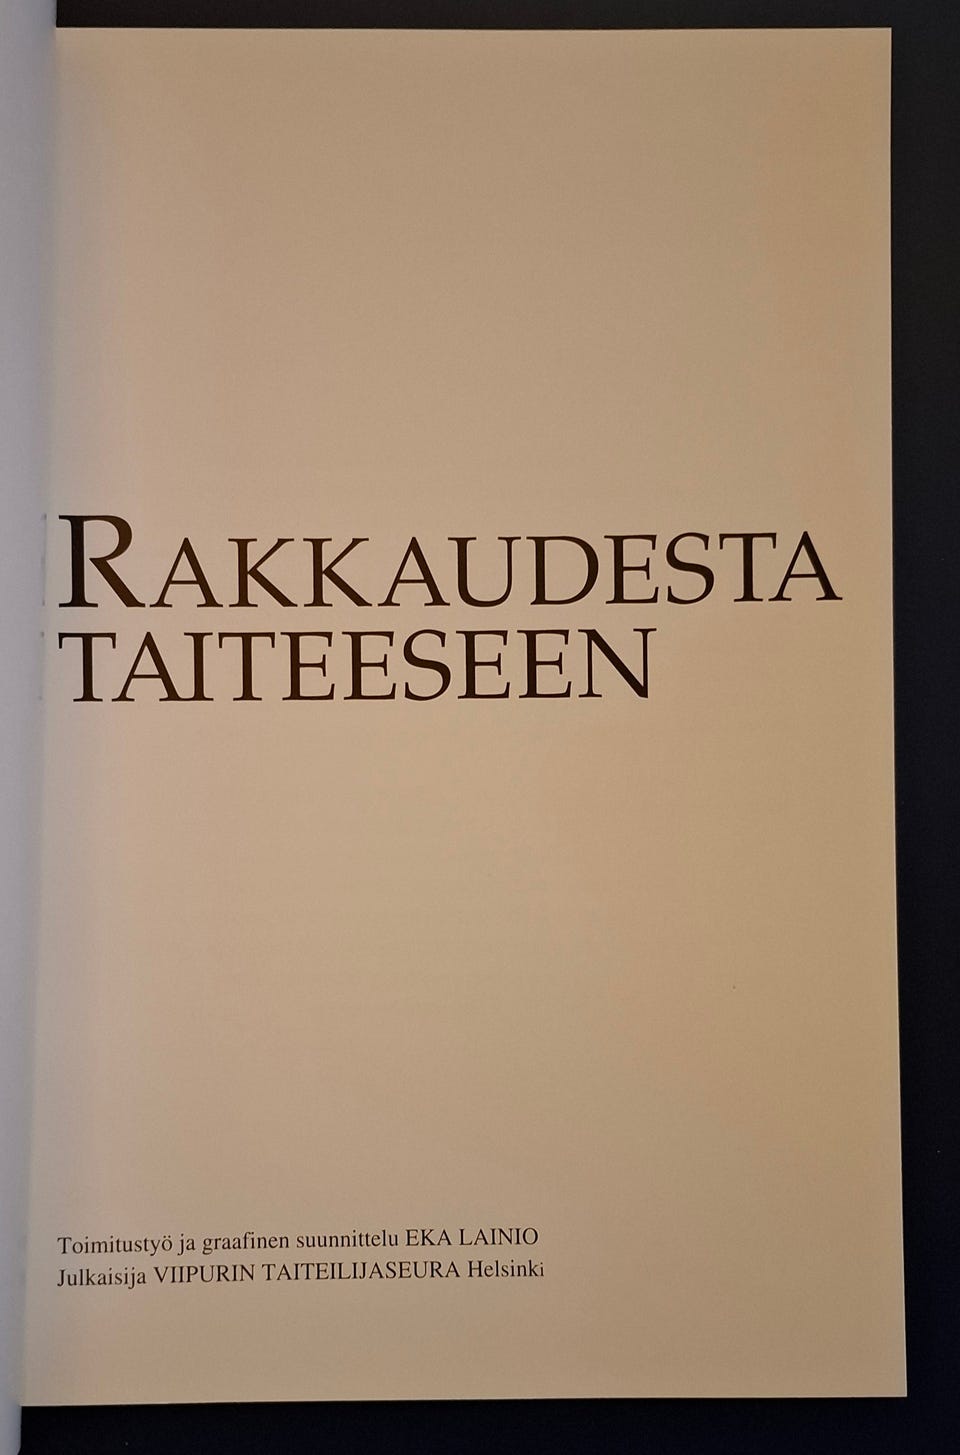 RAKKAUDESTA
TAITEESEEN
Toimitustyö ja graafinen suunnittelu EKA LAINIO
Julkaisija VIIPURIN TAITEILIJASEURA Helsinki